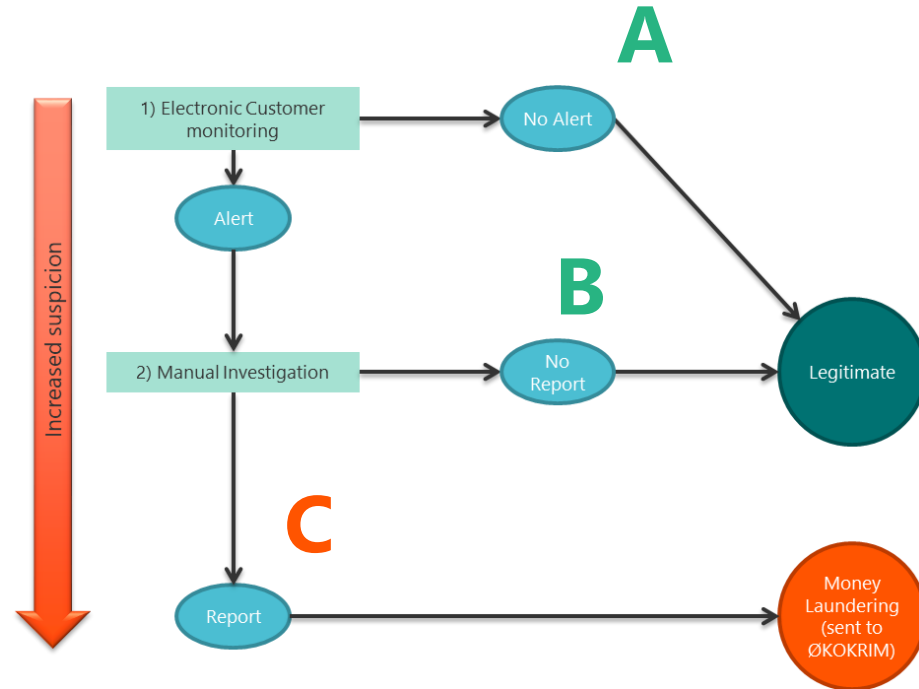 A
1) Electronic Customer
monitoring
No Alert
Alert
Increased suspicion
B
2) Manual Investigation
No
Report
Legitimate
C
Report
Money
Laundering
(sent to
ØKOKRIM)